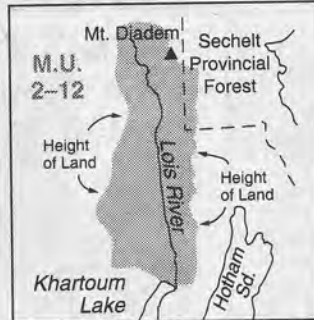 Mt. Diadem
Sechelt
Provincial
Forest
M.U.
2–12
Height
of Land
Lois River
Height
of Land
Khartoum
Lake
Hotham
Sd.